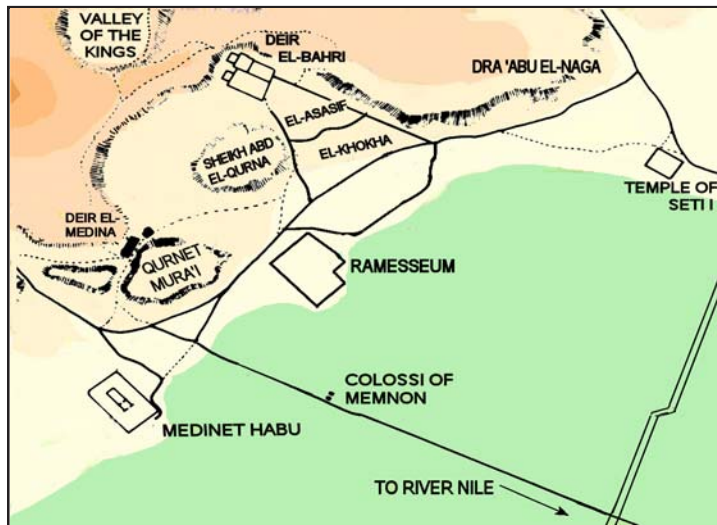 VALLEY
OF THE
KINGS
DEIR
EL-BAHRI
DRA 'ABU EL-NAGA
EL-ASASIF
SHEIKH ABD
EL-QURNA
EL-KHOKHA
TEMPLE OF
SETI I
DEIR EL-
MEDINA
QURNET
MURA'I
RAMESSEUM
COLOSSI OF
MEMNON
MEDINET HABU
TO RIVER NILE